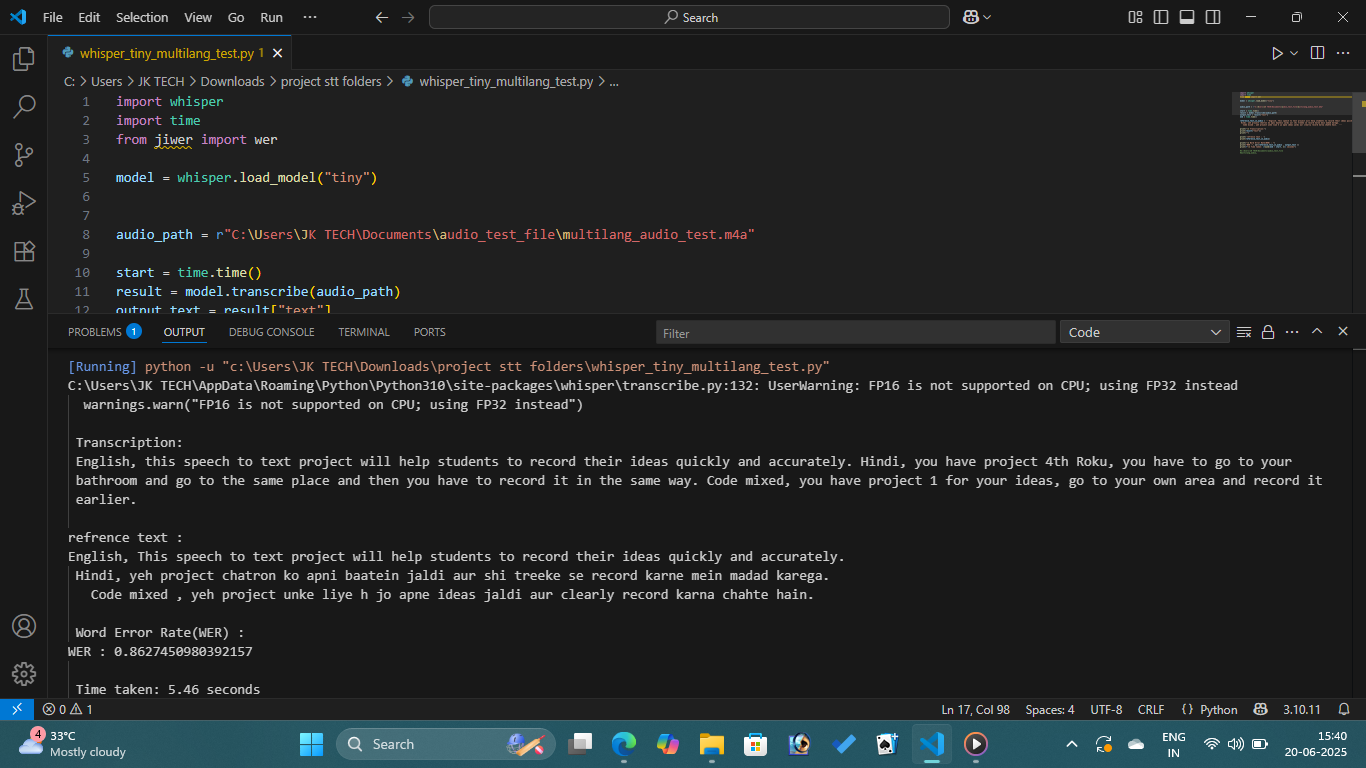 File Edit Selection View Go Run ··· Search
whisper_tiny_multilang_test.py 1
C: > Users > JK TECH > Downloads > project stt folders > whisper_tiny_multilang_test.py > ...
1 import whisper
2 import time
3 from jiwer import wer
4
5 model = whisper.load_model("tiny")
6
7
8 audio_path = r"C:\Users\JK TECH\Documents\audio_test_file\multilang_audio_test.m4a"
9
10 start = time.time()
11 result = model.transcribe(audio_path)
12 output_text = result["text"]
PROBLEMS 1 OUTPUT DEBUG CONSOLE TERMINAL PORTS Filter Code
[Running] python -u "c:\Users\JK TECH\Downloads\project stt folders\whisper_tiny_multilang_test.py"
C:\Users\JK TECH\AppData\Roaming\Python\Python310\site-packages\whisper\transcribe.py:132: UserWarning: FP16 is not supported on CPU; using FP32 instead
warnings.warn("FP16 is not supported on CPU; using FP32 instead")
Transcription:
English, this speech to text project will help students to record their ideas quickly and accurately. Hindi, you have project 4th Roku, you have to go to your
bathroom and go to the same place and then you have to record it in the same way. Code mixed, you have project 1 for your ideas, go to your own area and record it
earlier.
refrence text :
English, This speech to text project will help students to record their ideas quickly and accurately.
Hindi, yeh project chatron ko apni baatein jaldi aur shi treeke se record karne mein madad karega.
Code mixed , yeh project unke liye h jo apne ideas jaldi aur clearly record karna chahte hain.
Word Error Rate(WER) :
WER : 0.8627450980392157
Time taken: 5.46 seconds
0 1 Ln 17, Col 98 Spaces: 4 UTF-8 CRLF {} Python 3.10.11
4 33°C
Mostly cloudy
Search
ENG
IN
15:40
20-06-2025